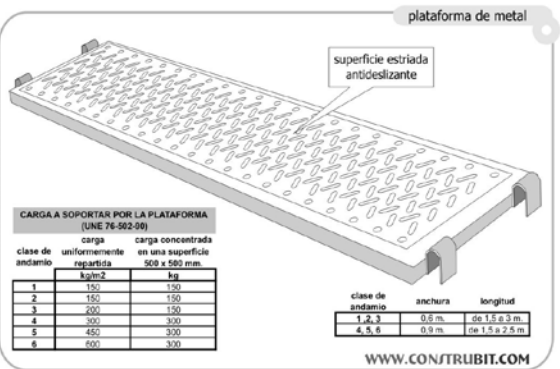 plataforma de metal
superficie estriada
antideslizante
CARGA A SOPORTAR POR LA PLATAFORMA
(UNE 76-502-90)
clase de andamio carga uniformemente repartida carga concentrada en una superficie 500 x 500 mm.
kg/m2 kg
1 150 150
2 150 150
3 200 150
4 300 300
5 450 300
6 600 300
clase de andamio anchura longitud
1 ,2, 3 0,6 m. de 1,5 a 3 m.
4, 5, 6 0,9 m. de 1,5 a 2,5 m
WWW.CONSTRUBIT.COM